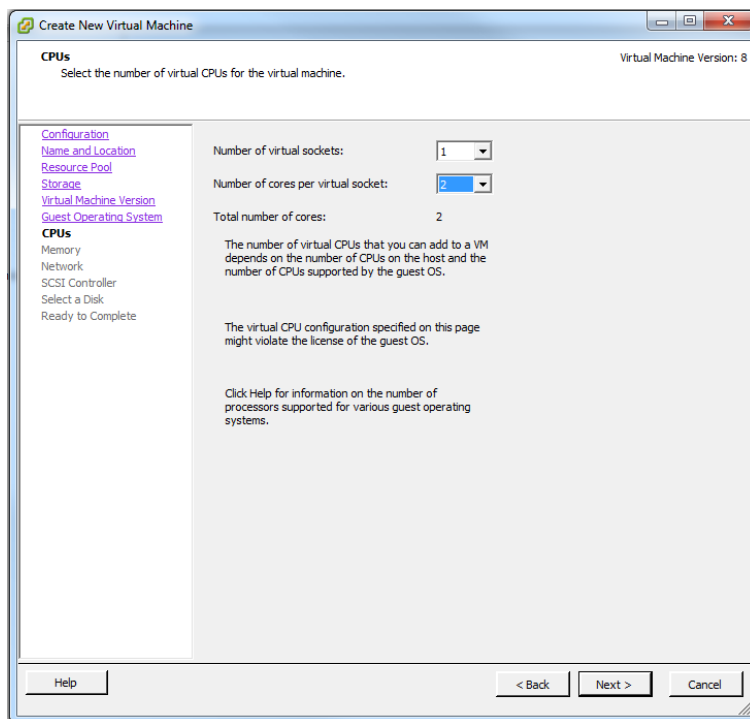 Create New Virtual Machine
CPUs
Select the number of virtual CPUs for the virtual machine.
Virtual Machine Version: 8
Configuration
Name and Location
Resource Pool
Storage
Virtual Machine Version
Guest Operating System
CPUs
Memory
Network
SCSI Controller
Select a Disk
Ready to Complete
Number of virtual sockets: 1
Number of cores per virtual socket: 2
Total number of cores: 2
The number of virtual CPUs that you can add to a VM
depends on the number of CPUs on the host and the
number of CPUs supported by the guest OS.
The virtual CPU configuration specified on this page
might violate the license of the guest OS.
Click Help for information on the number of
processors supported for various guest operating
systems.
Help
< Back
Next >
Cancel